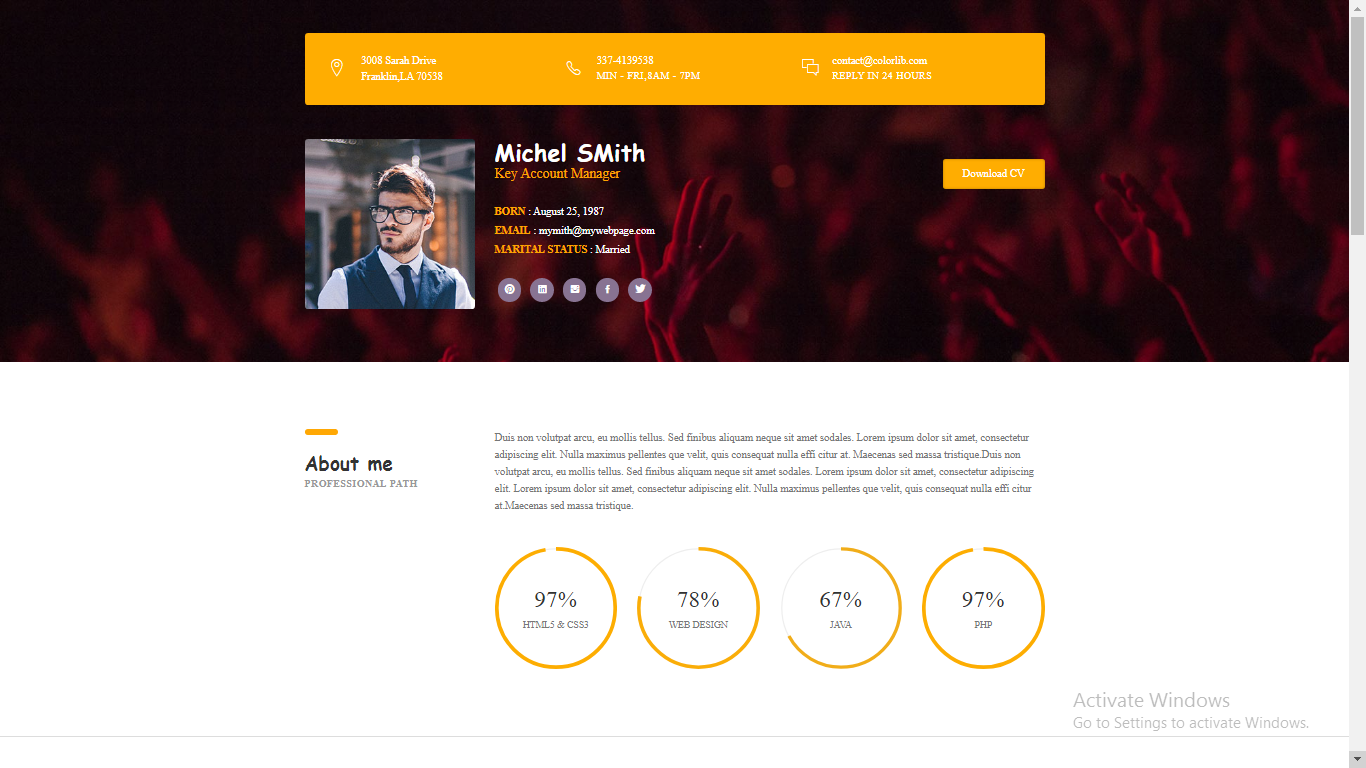 3008 Sarah Drive
Franklin,LA 70538
337-4139538
MIN - FRI,8AM - 7PM
contact@colorlib.com
REPLY IN 24 HOURS
Michel SMith
Key Account Manager
Download CV
BORN : August 25, 1987
EMAIL : mymith@mywebpage.com
MARITAL STATUS : Married
About me
PROFESSIONAL PATH
Duis non volutpat arcu, eu mollis tellus. Sed finibus aliquam neque sit amet sodales. Lorem ipsum dolor sit amet, consectetur
adipiscing elit. Nulla maximus pellentes que velit, quis consequat nulla effi citur at. Maecenas sed massa tristique.Duis non
volutpat arcu, eu mollis tellus. Sed finibus aliquam neque sit amet sodales. Lorem ipsum dolor sit amet, consectetur adipiscing
elit. Lorem ipsum dolor sit amet, consectetur adipiscing elit. Nulla maximus pellentes que velit, quis consequat nulla effi citur
at.Maecenas sed massa tristique.
97%
HTML5 & CSS3
78%
WEB DESIGN
67%
JAVA
97%
PHP
Activate Windows
Go to Settings to activate Windows.